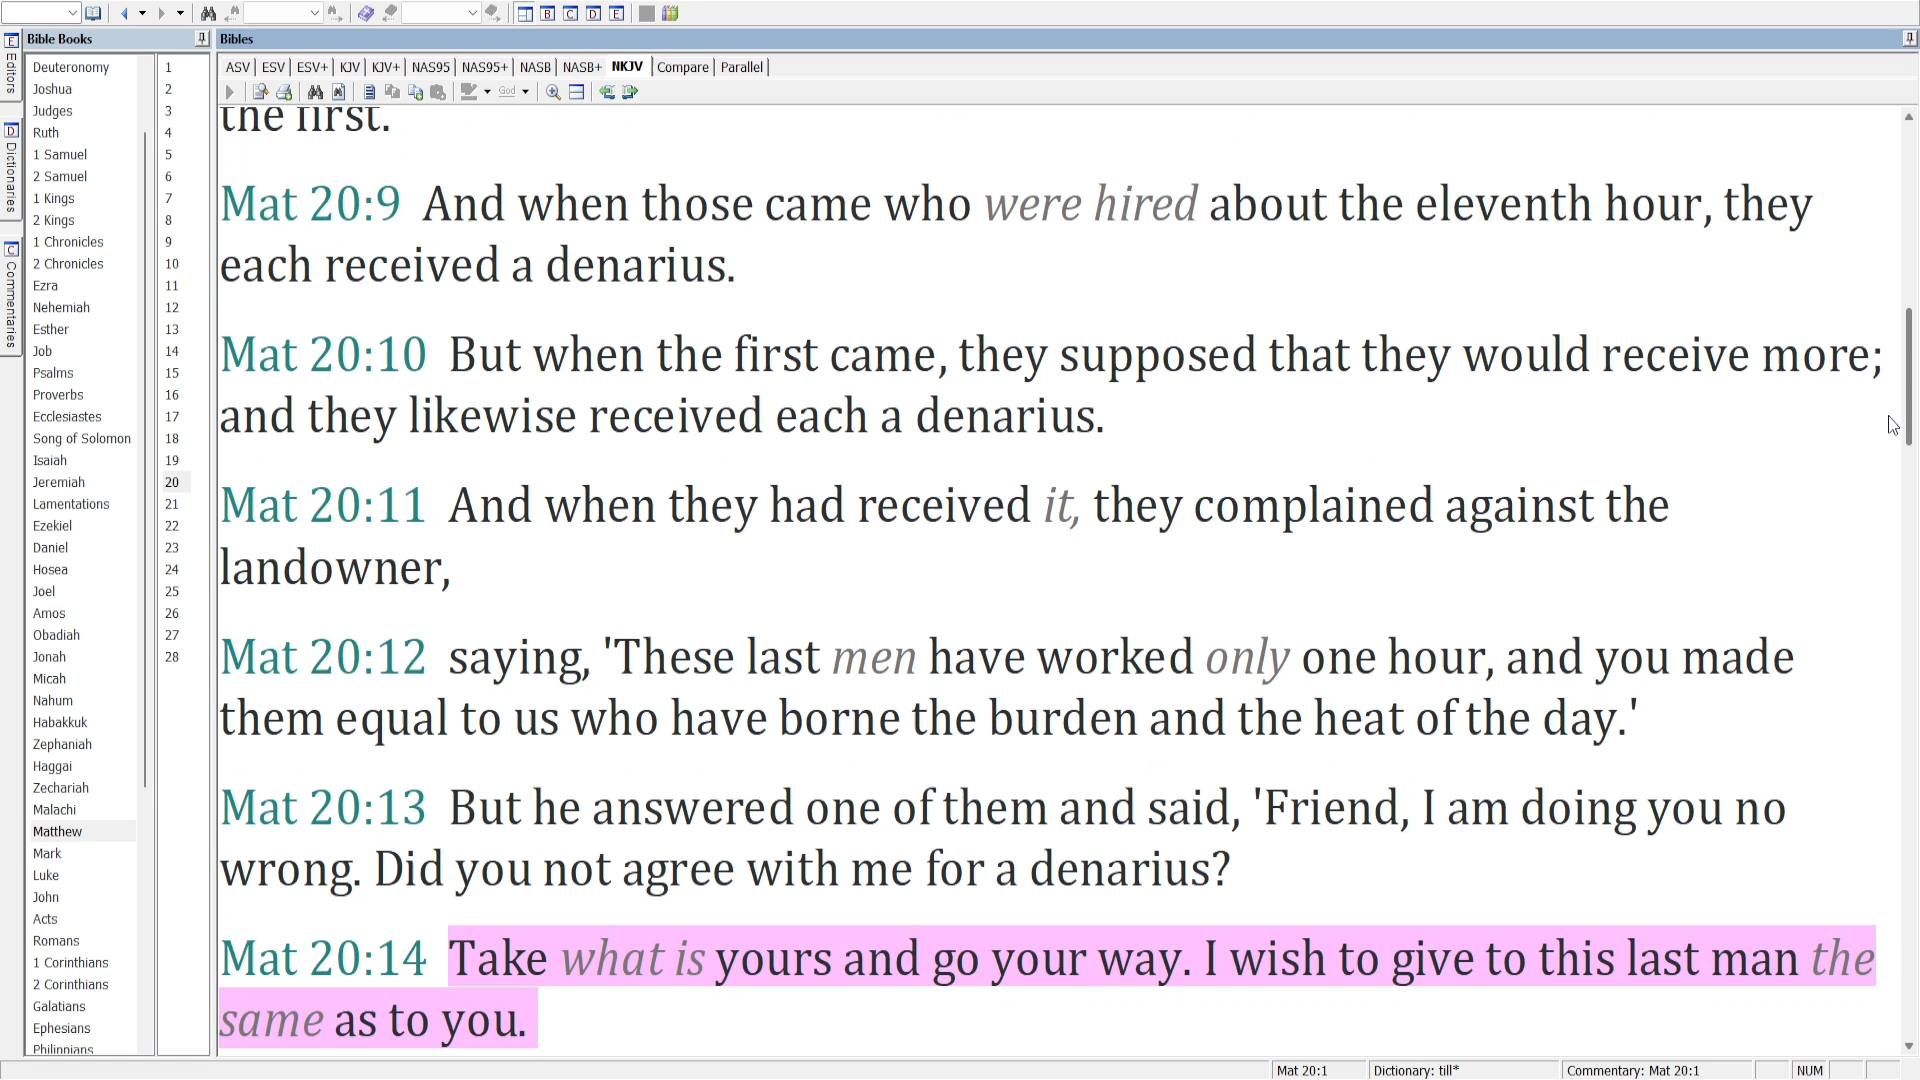 B C D E
Bible Books
Bibles
E Editors
D Dictionaries
C Commentaries
ASV ESV ESV+ KJV KJV+ NAS95 NAS95+ NASB NASB+ NKJV Compare Parallel
God
Deuteronomy
Joshua
Judges
Ruth
1 Samuel
2 Samuel
1 Kings
2 Kings
1 Chronicles
2 Chronicles
Ezra
Nehemiah
Esther
Job
Psalms
Proverbs
Ecclesiastes
Song of Solomon
Isaiah
Jeremiah
Lamentations
Ezekiel
Daniel
Hosea
Joel
Amos
Obadiah
Jonah
Micah
Nahum
Habakkuk
Zephaniah
Haggai
Zechariah
Malachi
Matthew
Mark
Luke
John
Acts
Romans
1 Corinthians
2 Corinthians
Galatians
Ephesians
Philippians
1
2
3
4
5
6
7
8
9
10
11
12
13
14
15
16
17
18
19
20
21
22
23
24
25
26
27
28
the first.
Mat 20:9 And when those came who were hired about the eleventh hour, they
each received a denarius.
Mat 20:10 But when the first came, they supposed that they would receive more;
and they likewise received each a denarius.
Mat 20:11 And when they had received it, they complained against the
landowner,
Mat 20:12 saying, 'These last men have worked only one hour, and you made
them equal to us who have borne the burden and the heat of the day.'
Mat 20:13 But he answered one of them and said, 'Friend, I am doing you no
wrong. Did you not agree with me for a denarius?
Mat 20:14 Take what is yours and go your way. I wish to give to this last man the
same as to you.
Mat 20:1 Dictionary: till* Commentary: Mat 20:1 NUM